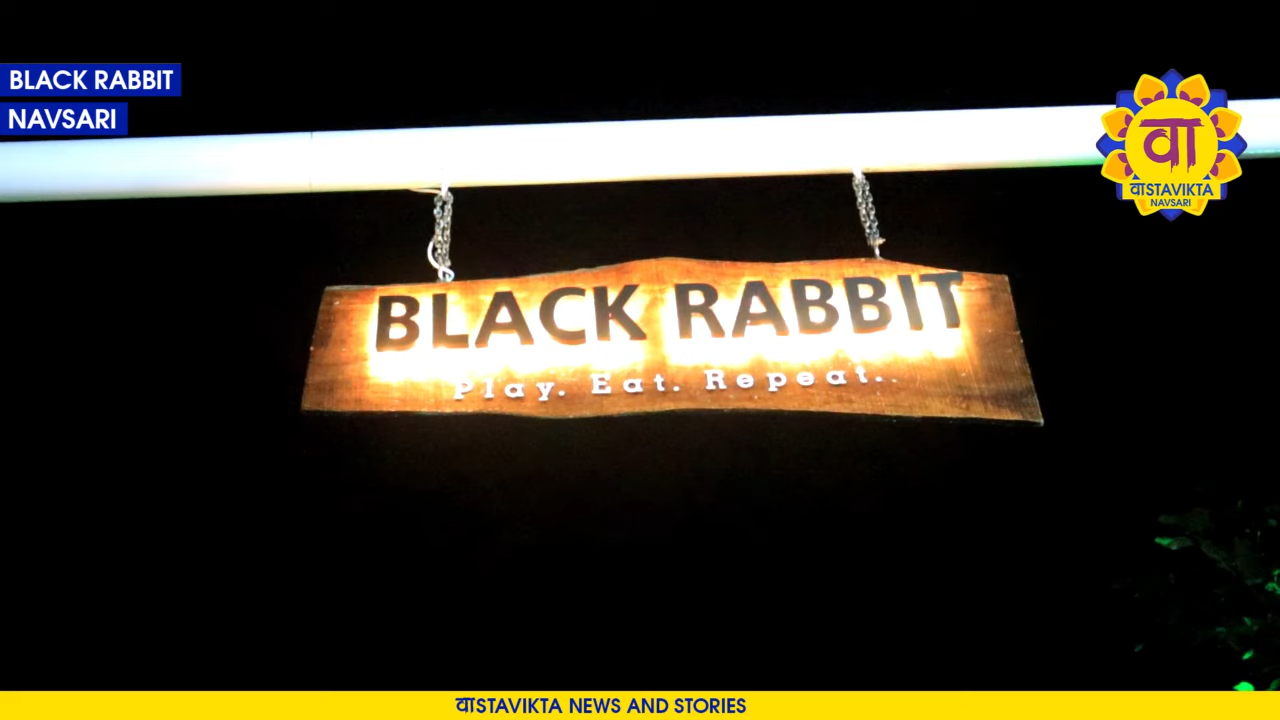 BLACK RABBIT
NAVSARI
वा
वाSTAVIKTA
NAVSARI
BLACK RABBIT
Play. Eat. Repeat..
वाSTAVIKTA NEWS AND STORIES